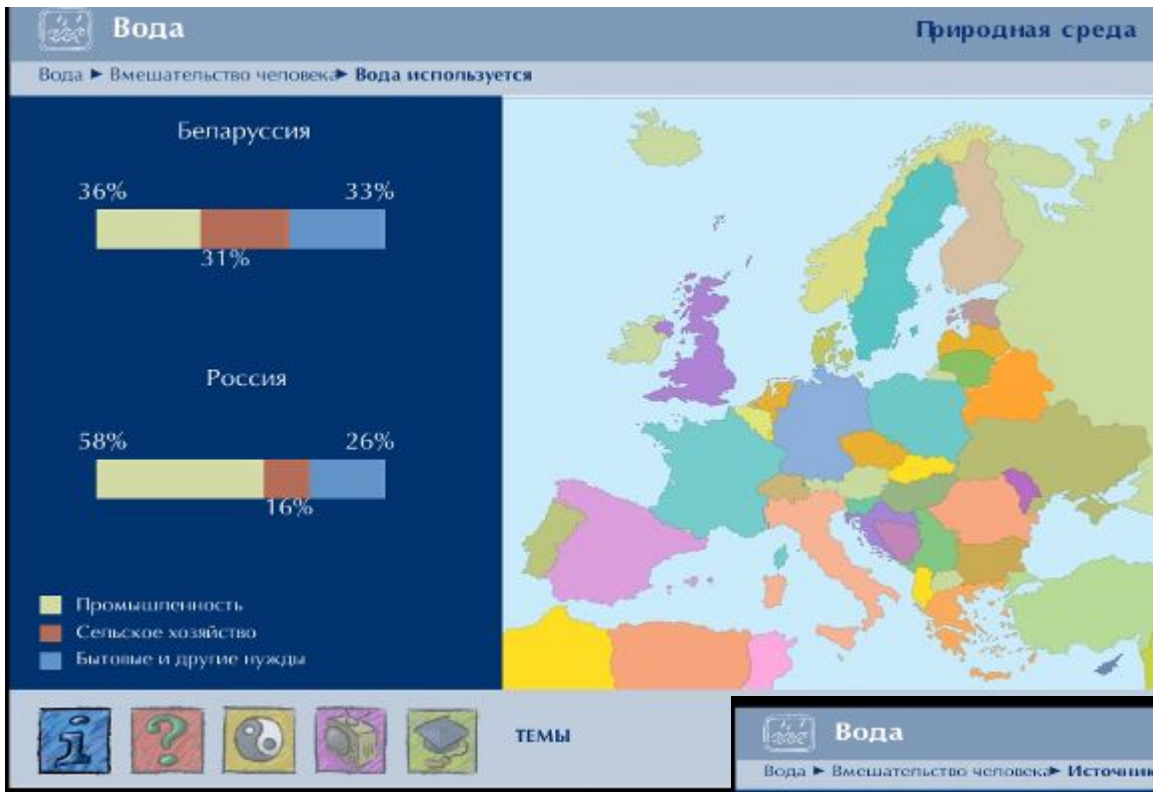 Вода
Природная среда
Вода ► Вмешательство человека► Вода используется
Беларуссия
36%
33%
31%
Россия
58%
26%
16%
Промышленность
Сельское хозяйство
Бытовые и другие нужды
ТЕМЫ
Вода
Вода ► Вмешательство человека► Источник